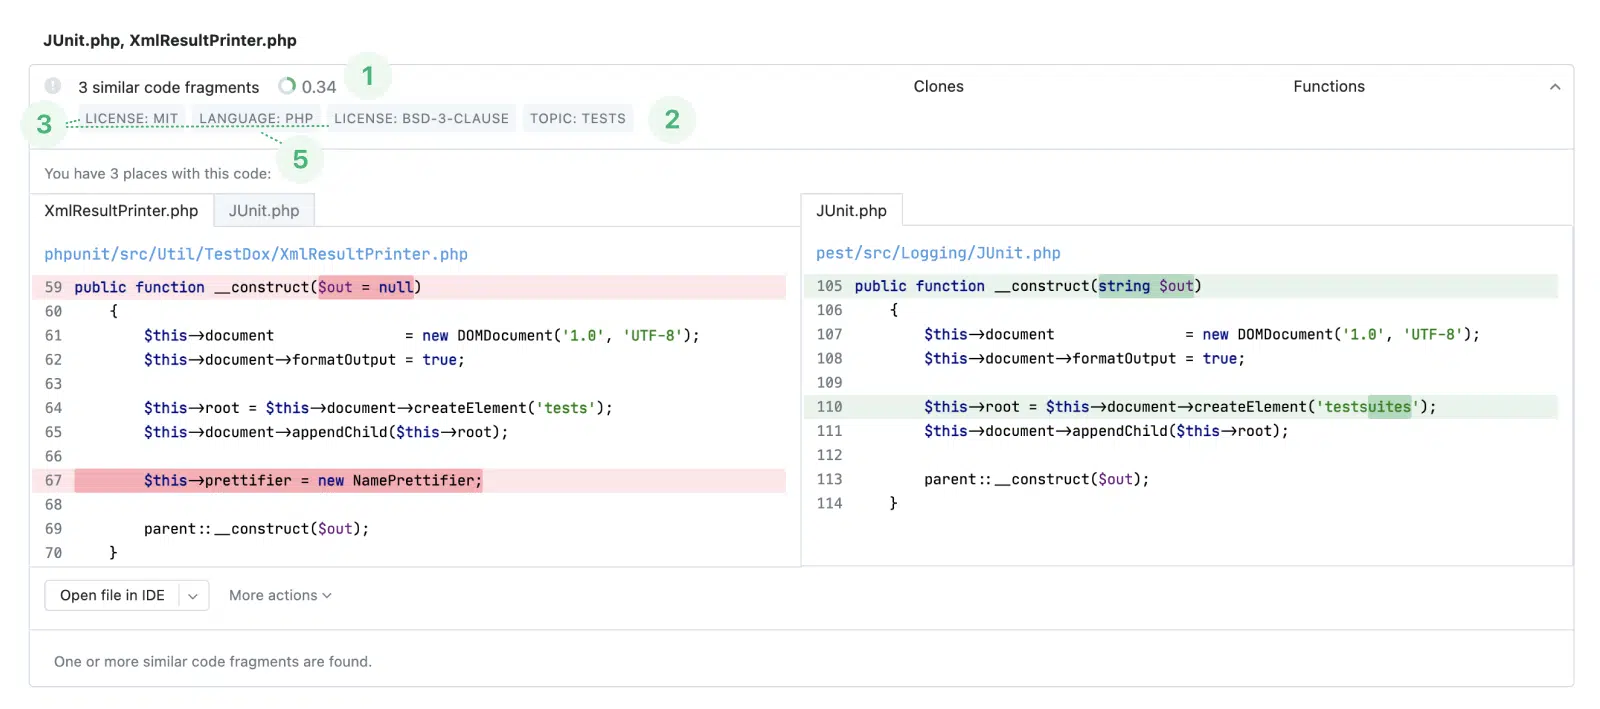 JUnit.php, XmlResultPrinter.php
3 similar code fragments 0.34 1 Clones Functions
3 LICENSE: MIT LANGUAGE: PHP LICENSE: BSD-3-CLAUSE TOPIC: TESTS 2
5
You have 3 places with this code:
XmlResultPrinter.php JUnit.php
phpunit/src/Util/TestDox/XmlResultPrinter.php
59 public function __construct($out = null)
60 {
61 $this->document = new DOMDocument('1.0', 'UTF-8');
62 $this->document->formatOutput = true;
63
64 $this->root = $this->document->createElement('tests');
65 $this->document->appendChild($this->root);
66
67 $this->prettifier = new NamePrettifier;
68
69 parent::__construct($out);
70 }
JUnit.php
pest/src/Logging/JUnit.php
105 public function __construct(string $out)
106 {
107 $this->document = new DOMDocument('1.0', 'UTF-8');
108 $this->document->formatOutput = true;
109
110 $this->root = $this->document->createElement('testsuites');
111 $this->document->appendChild($this->root);
112
113 parent::__construct($out);
114 }
Open file in IDE More actions
One or more similar code fragments are found.